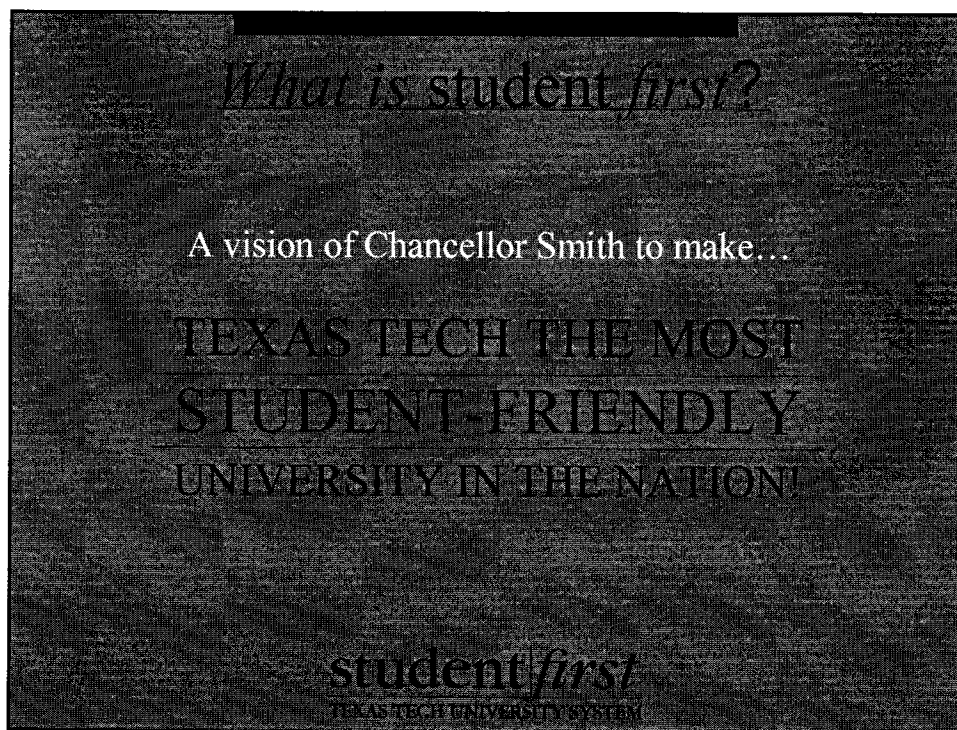 What is student first?
A vision of Chancellor Smith to make…
TEXAS TECH THE MOST
STUDENT-FRIENDLY
UNIVERSITY IN THE NATION!
student first
TEXAS TECH UNIVERSITY SYSTEM